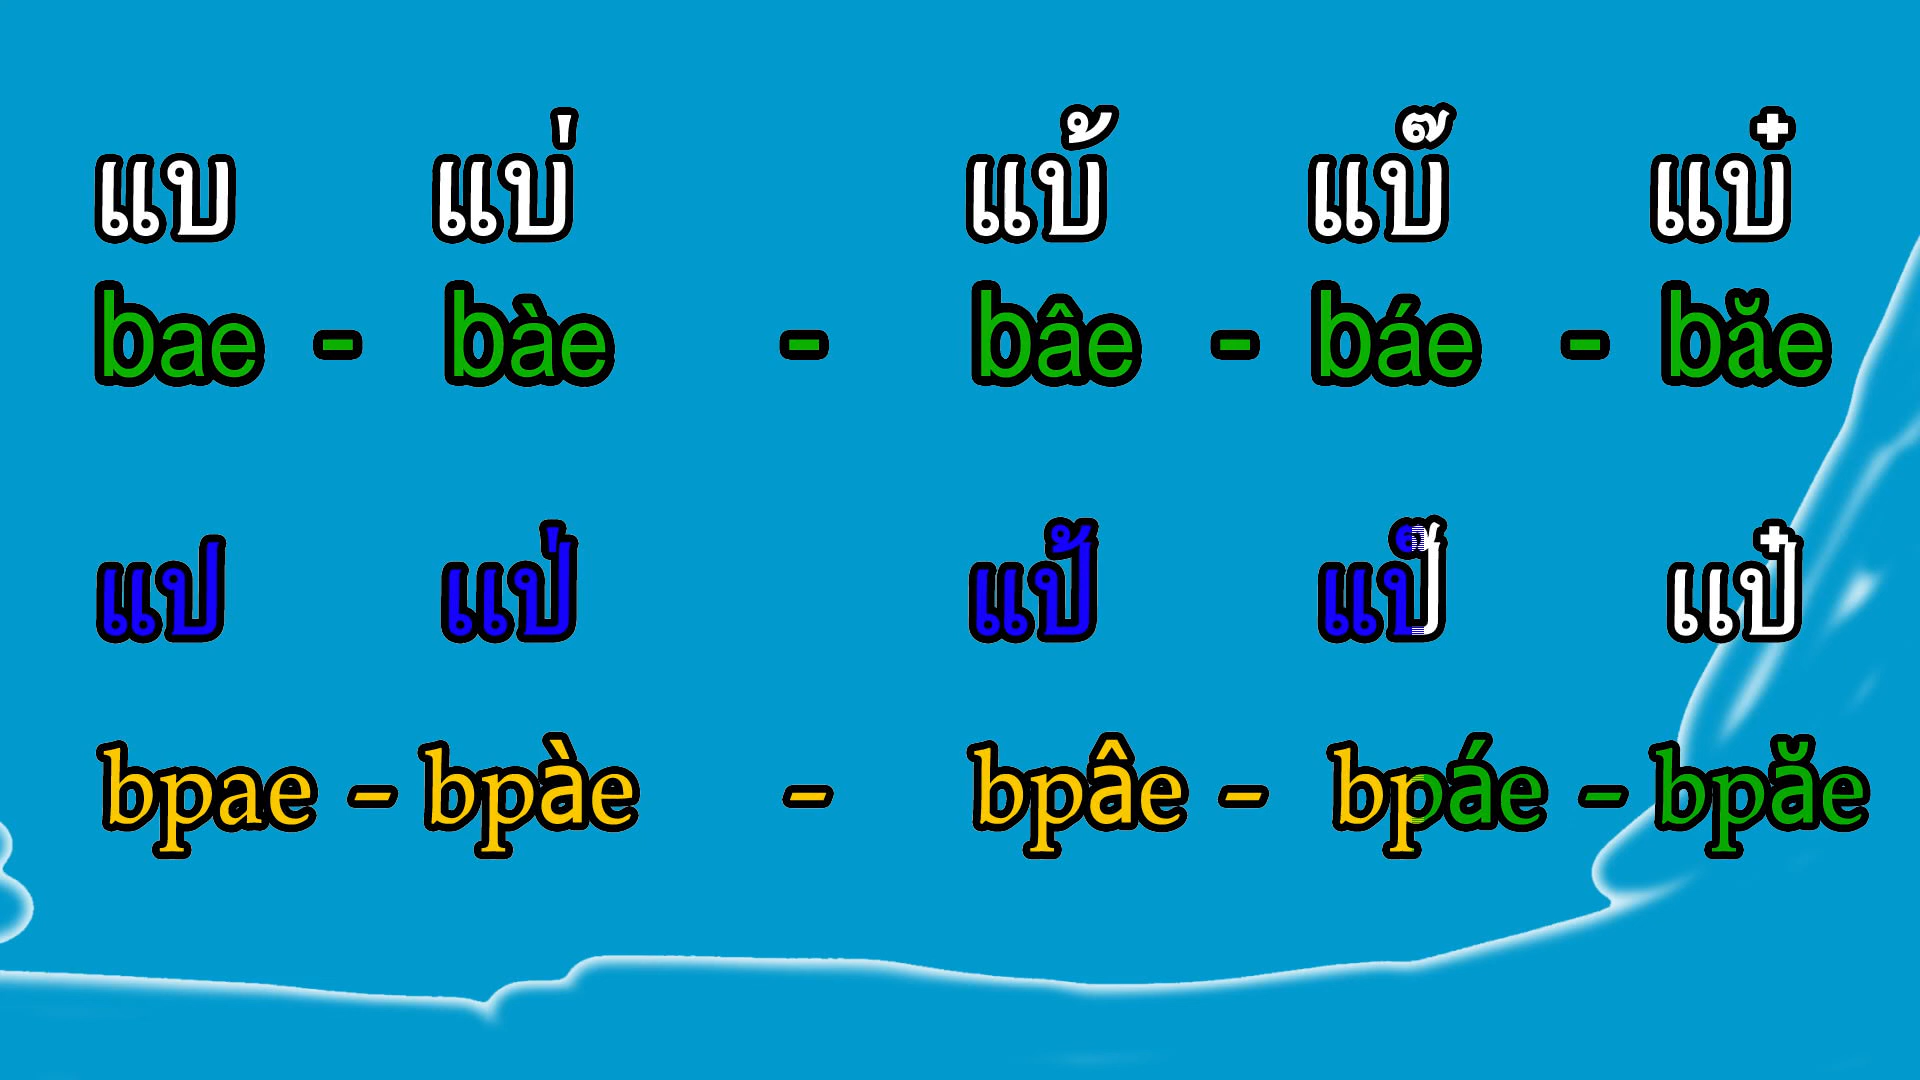 แบ แบ่ แบ้ แบ๊ แบ๋
bae - bàe - bâe - báe - băe
แป แป่ แป้ แป๊ แป๋
bpae – bpàe – bpâe – bpáe – bpăe